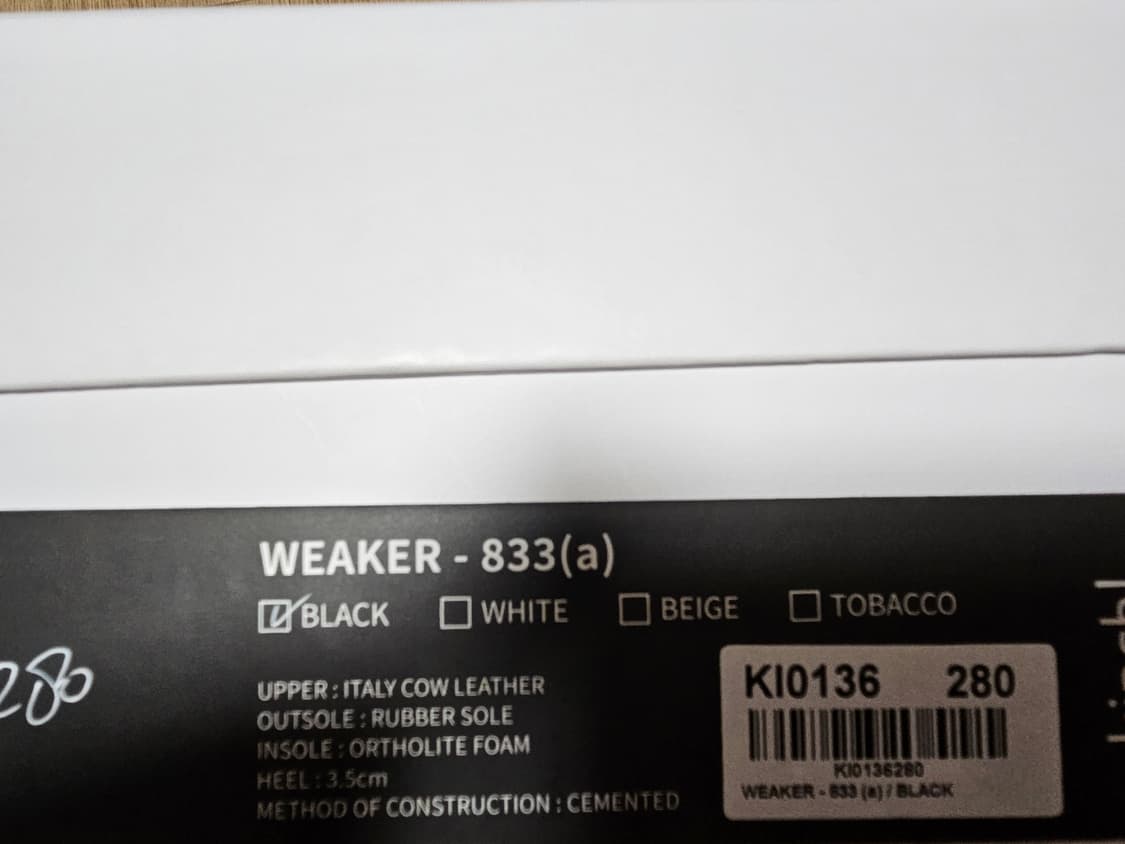 WEAKER - 833(a)
BLACK WHITE BEIGE TOBACCO
280
UPPER : ITALY COW LEATHER
OUTSOLE : RUBBER SOLE
INSOLE : ORTHOLITE FOAM
HEEL : 3.5cm
METHOD OF CONSTRUCTION : CEMENTED
KI0136 280
KI0136280
WEAKER - 833 (a) / BLACK